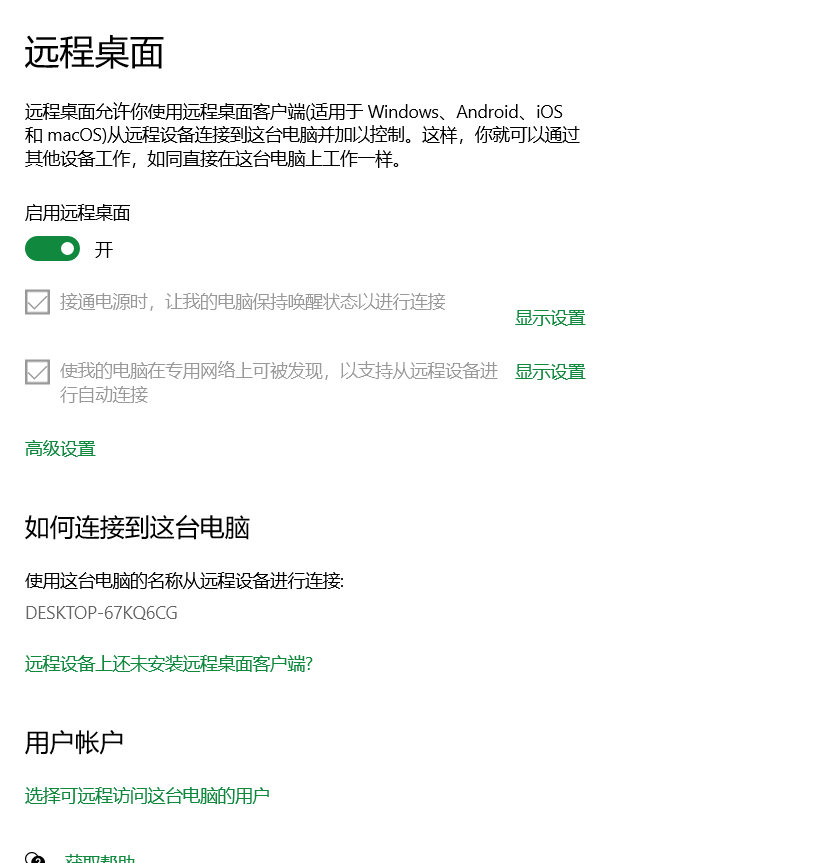 远程桌面
远程桌面允许你使用远程桌面客户端(适用于 Windows、Android、iOS
和 macOS)从远程设备连接到这台电脑并加以控制。这样，你就可以通过
其他设备工作，如同直接在这台电脑上工作一样。
启用远程桌面
开
接通电源时，让我的电脑保持唤醒状态以进行连接
显示设置
使我的电脑在专用网络上可被发现，以支持从远程设备进
行自动连接
显示设置
高级设置
如何连接到这台电脑
使用这台电脑的名称从远程设备进行连接:
DESKTOP-67KQ6CG
远程设备上还未安装远程桌面客户端?
用户帐户
选择可远程访问这台电脑的用户
获取帮助